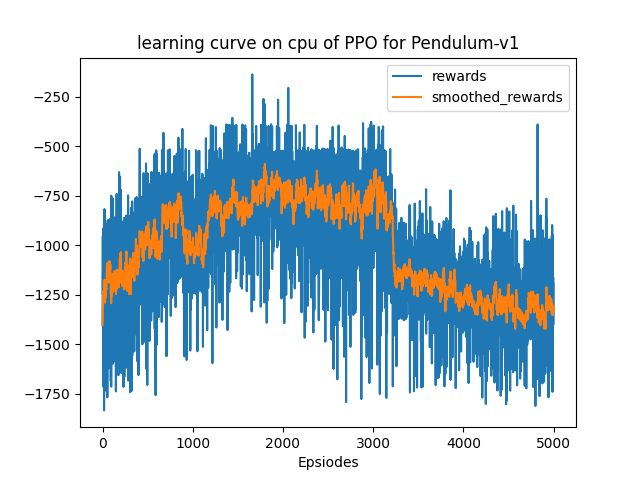 learning curve on cpu of PPO for Pendulum-v1
rewards
smoothed_rewards
−250
−500
−750
−1000
−1250
−1500
−1750
0 1000 2000 3000 4000 5000
Epsiodes